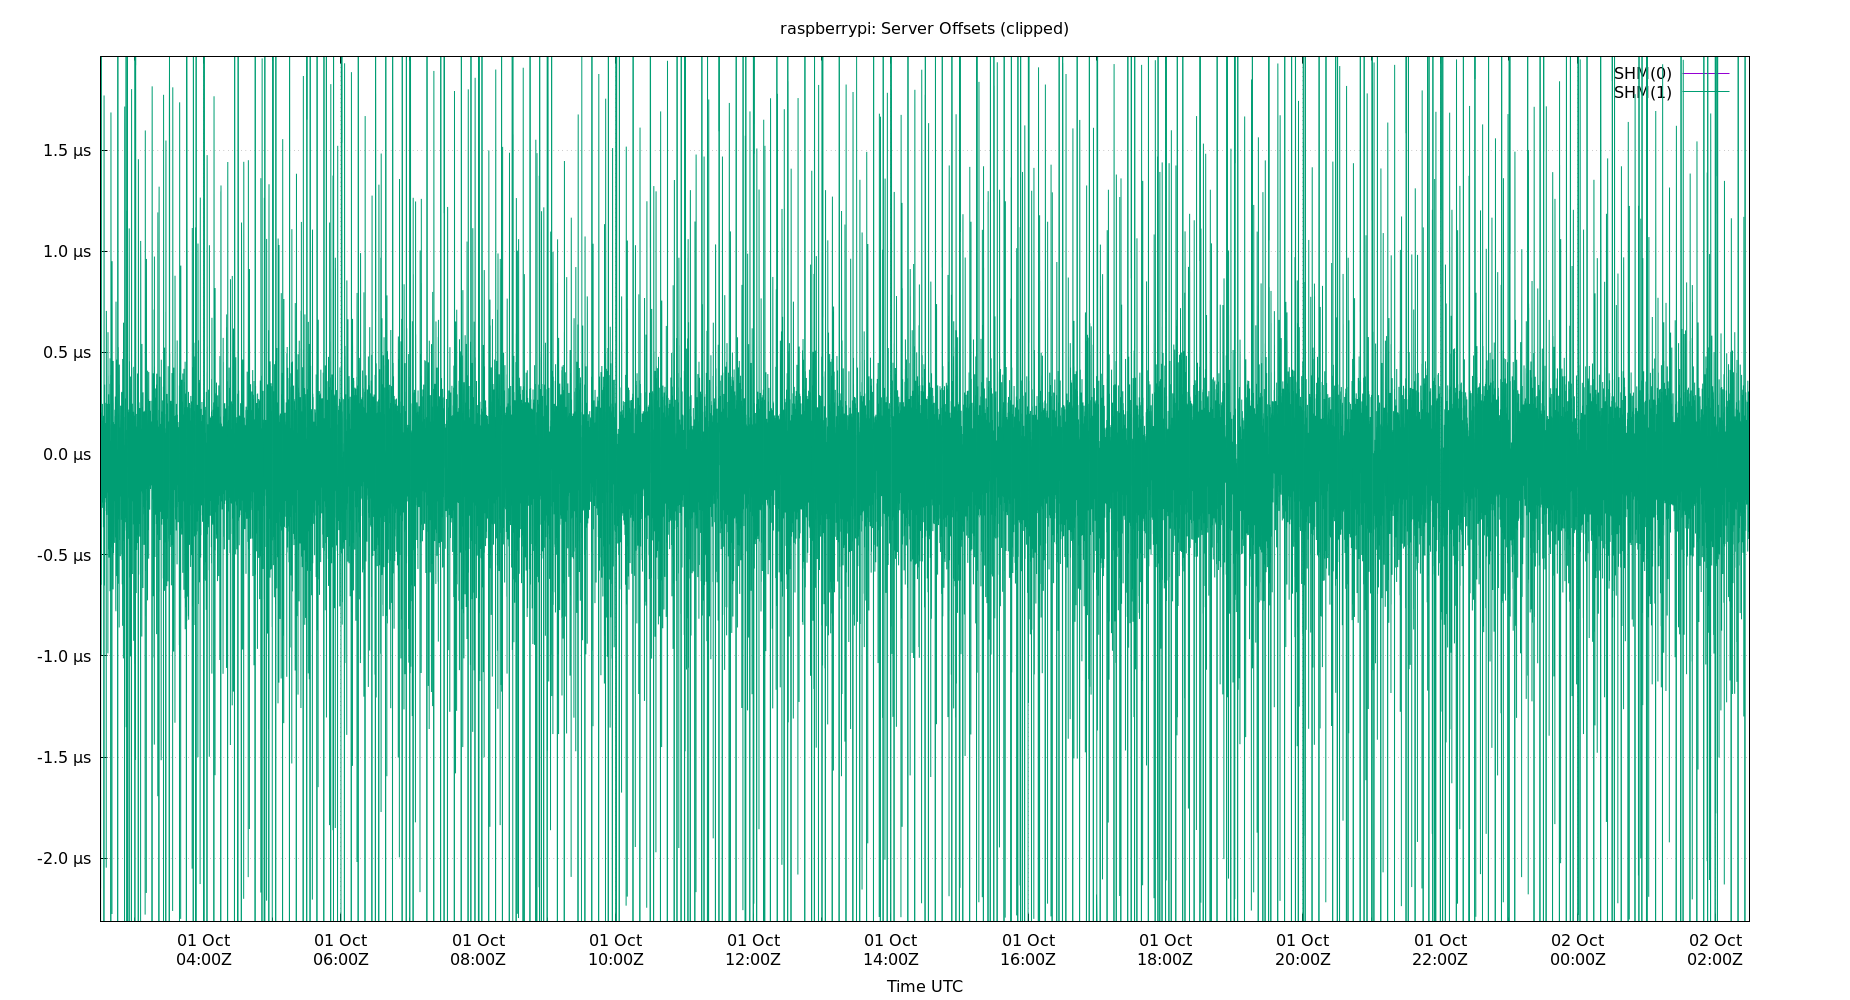 raspberrypi: Server Offsets (clipped)
SHM(0)
SHM(1)
1.5 µs
1.0 µs
0.5 µs
0.0 µs
-0.5 µs
-1.0 µs
-1.5 µs
-2.0 µs
01 Oct 01 Oct 01 Oct 01 Oct 01 Oct 01 Oct 01 Oct 01 Oct 01 Oct 01 Oct 02 Oct 02 Oct
04:00Z 06:00Z 08:00Z 10:00Z 12:00Z 14:00Z 16:00Z 18:00Z 20:00Z 22:00Z 00:00Z 02:00Z
Time UTC